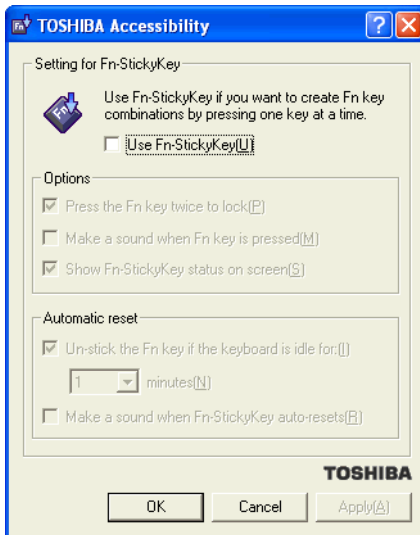 TOSHIBA Accessibility
Setting for Fn-StickyKey
Fn
Use Fn-StickyKey if you want to create Fn key
combinations by pressing one key at a time.
Use Fn-StickyKey(U)
Options
Press the Fn key twice to lock(P)
Make a sound when Fn key is pressed(M)
Show Fn-StickyKey status on screen(S)
Automatic reset
Un-stick the Fn key if the keyboard is idle for:(I)
1 minutes(N)
Make a sound when Fn-StickyKey auto-resets(R)
TOSHIBA
OK Cancel Apply(A)